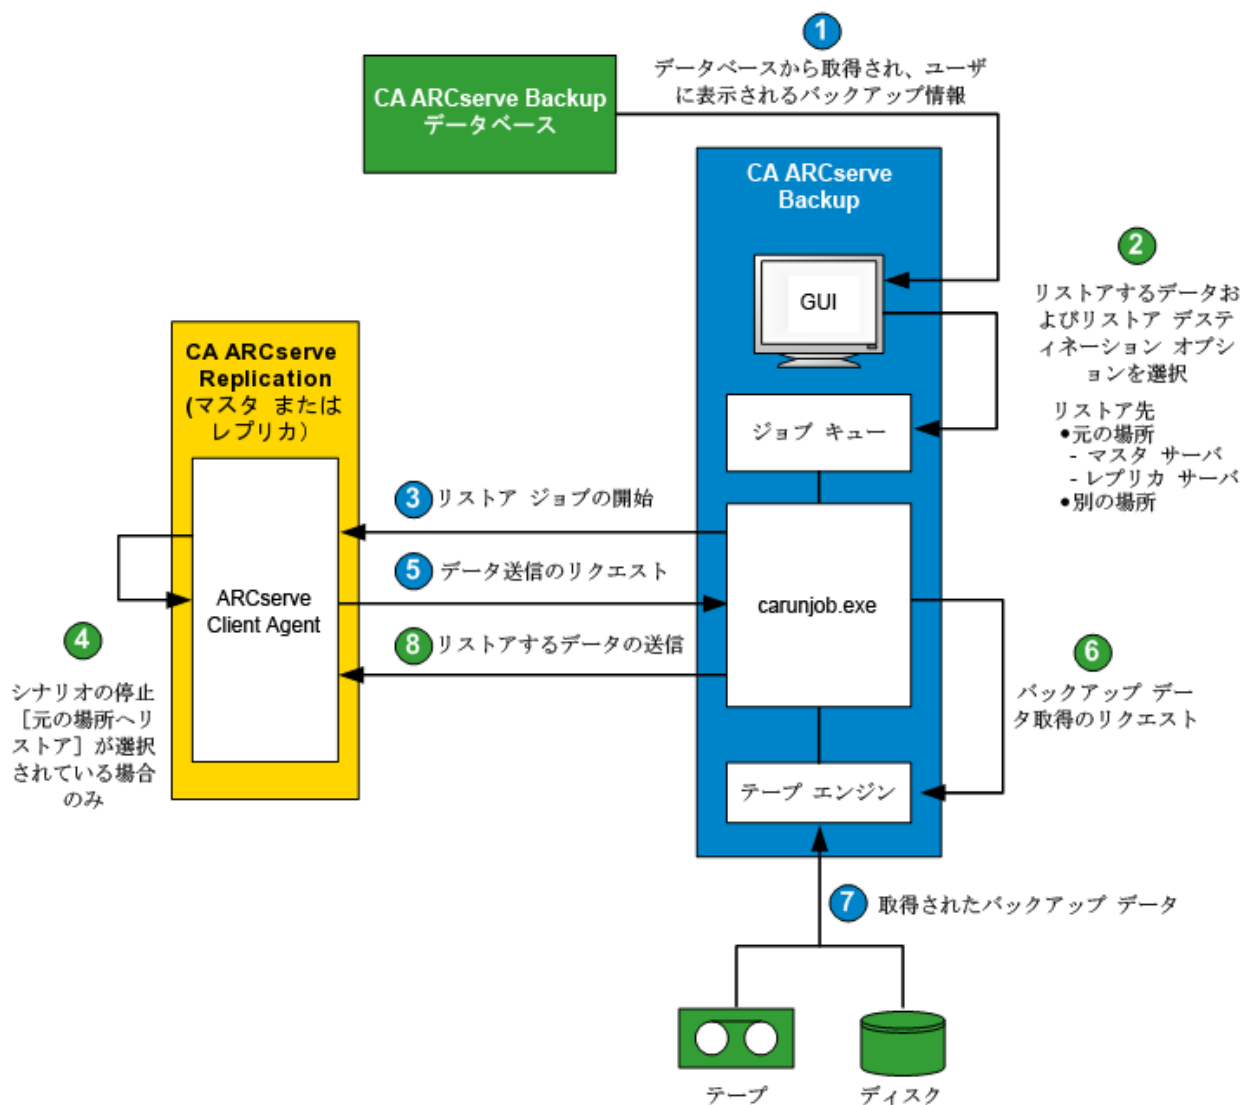 1
データベースから取得され、ユーザ
に表示されるバックアップ情報
CA ARCserve Backup
データベース
CA ARCserve
Backup
GUI
2
リストアするデータお
よびリストア デステ
ィネーション オプシ
ョンを選択
リストア先
●元の場所
- マスタ サーバ
- レプリカ サーバ
●別の場所
CA ARCserve
Replication
(マスタ または
レプリカ)
ジョブ キュー
3 リストア ジョブの開始
5 データ送信のリクエスト
ARCserve
Client Agent
carunjob.exe
8 リストアするデータの送信
4
シナリオの停止
[元の場所へリ
ストア] が選択
されている場合
のみ
6
バックアップ デー
タ取得のリクエスト
テープ エンジン
7 取得されたバックアップ データ
テープ
ディスク